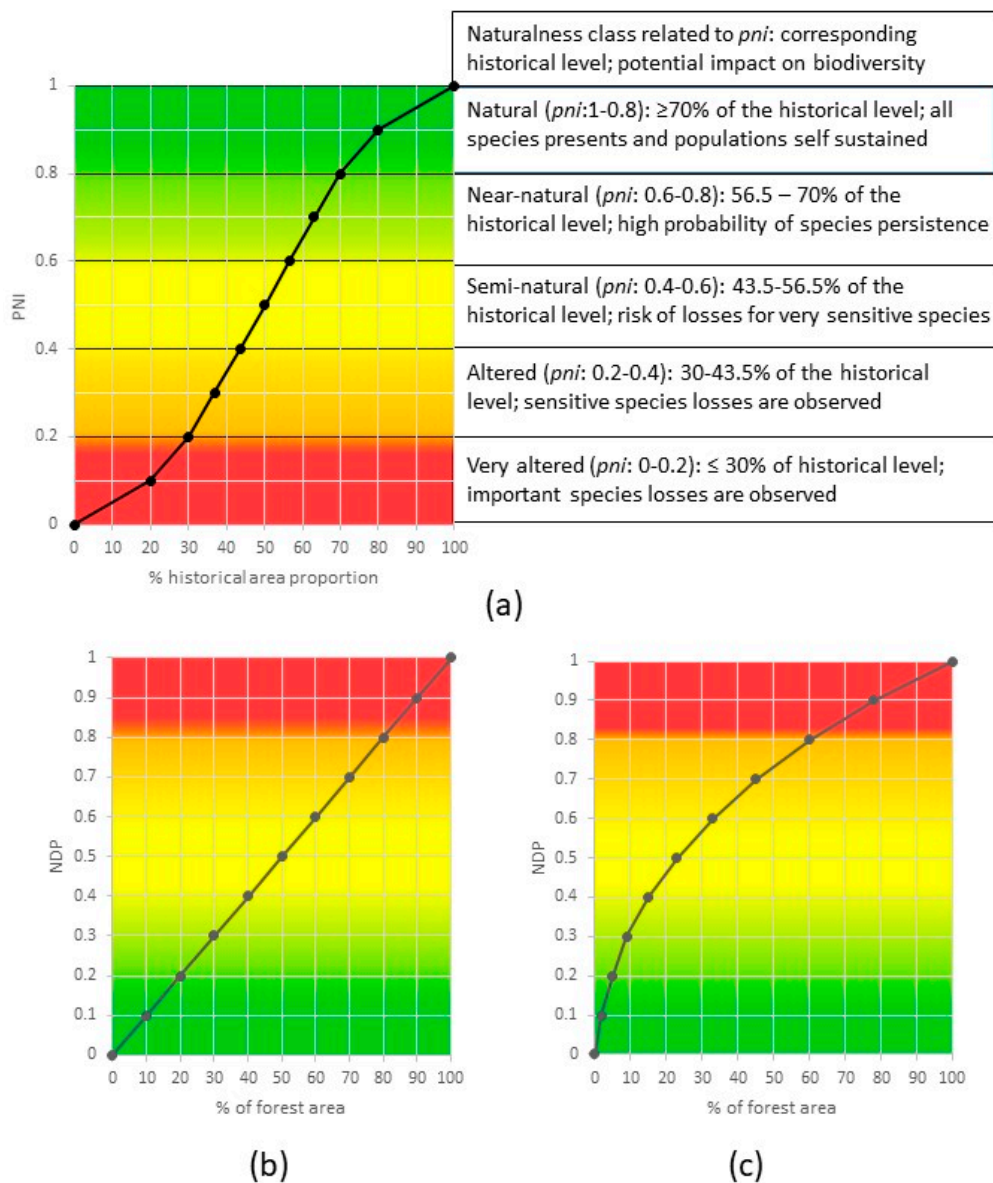 Naturalness class related to pni: corresponding
historical level; potential impact on biodiversity
Natural (pni:1-0.8): ≥70% of the historical level; all
species presents and populations self sustained
Near-natural (pni: 0.6-0.8): 56.5 – 70% of the
historical level; high probability of species persistence
Semi-natural (pni: 0.4-0.6): 43.5-56.5% of the
historical level; risk of losses for very sensitive species
Altered (pni: 0.2-0.4): 30-43.5% of the historical
level; sensitive species losses are observed
Very altered (pni: 0-0.2): ≤ 30% of historical level;
important species losses are observed
1
0.8
0.6
0.4
0.2
0
PNI
0 10 20 30 40 50 60 70 80 90 100
% historical area proportion
(a)
1
0.9
0.8
0.7
0.6
0.5
0.4
0.3
0.2
0.1
0
NDP
0 10 20 30 40 50 60 70 80 90 100
% of forest area
(b)
1
0.9
0.8
0.7
0.6
0.5
0.4
0.3
0.2
0.1
0
NDP
0 10 20 30 40 50 60 70 80 90 100
% of forest area
(c)